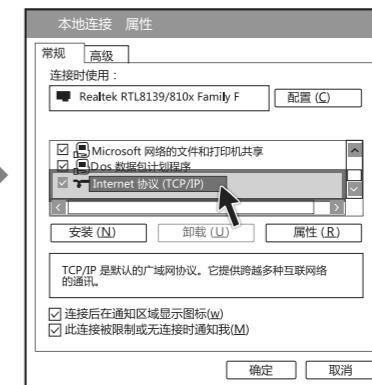 本地连接 属性
常规 高级
连接时使用：
Realtek RTL8139/810x Family F 配置 (C)
Microsoft 网络的文件和打印机共享
Dos 数据包计划程序
Internet 协议 (TCP/IP)
安装 (N) 卸载 (U) 属性 (R)
TCP/IP 是默认的广域网协议。它提供跨越多种互联网络
的通讯。
连接后在通知区域显示图标(w)
此连接被限制或无连接时通知我(M)
确定 取消